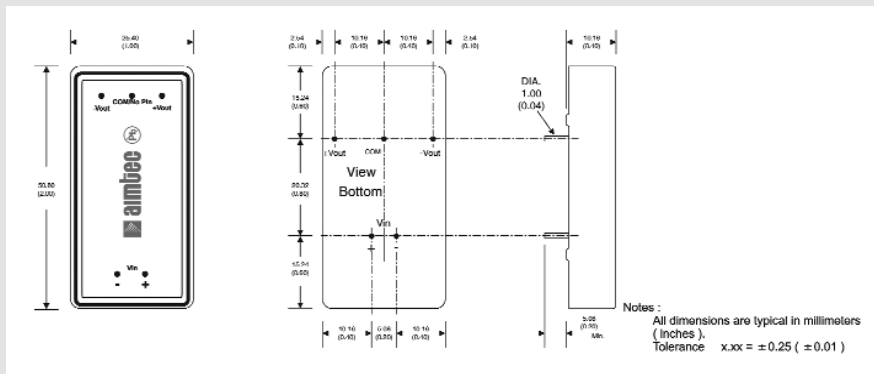 25.40
(1.00)
50.80
(2.00)
-Vout
COM/No Pin
+Vout
Pb
aimtec
Vin
-
+
2.54
(0.10)
10.16
(0.40)
10.16
(0.40)
2.54
(0.10)
15.24
(0.60)
20.32
(0.80)
15.24
(0.60)
+Vout
COM
-Vout
View
Bottom
Vin
+
-
10.16
(0.40)
5.08
(0.20)
10.16
(0.40)
10.16
(0.40)
DIA.
1.00
(0.04)
5.08
(0.20)
Min.
Notes :
All dimensions are typical in millimeters
( Inches ).
Tolerance x.xx = ±0.25 ( ±0.01 )